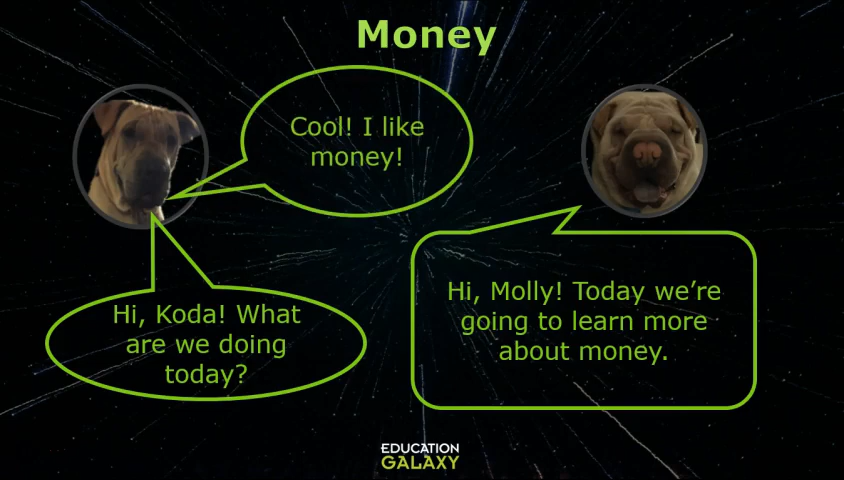 Money
Hi, Koda! What
are we doing
today?
Hi, Molly! Today we’re
going to learn more
about money.
Cool! I like
money!
EDUCATION
GALAXY